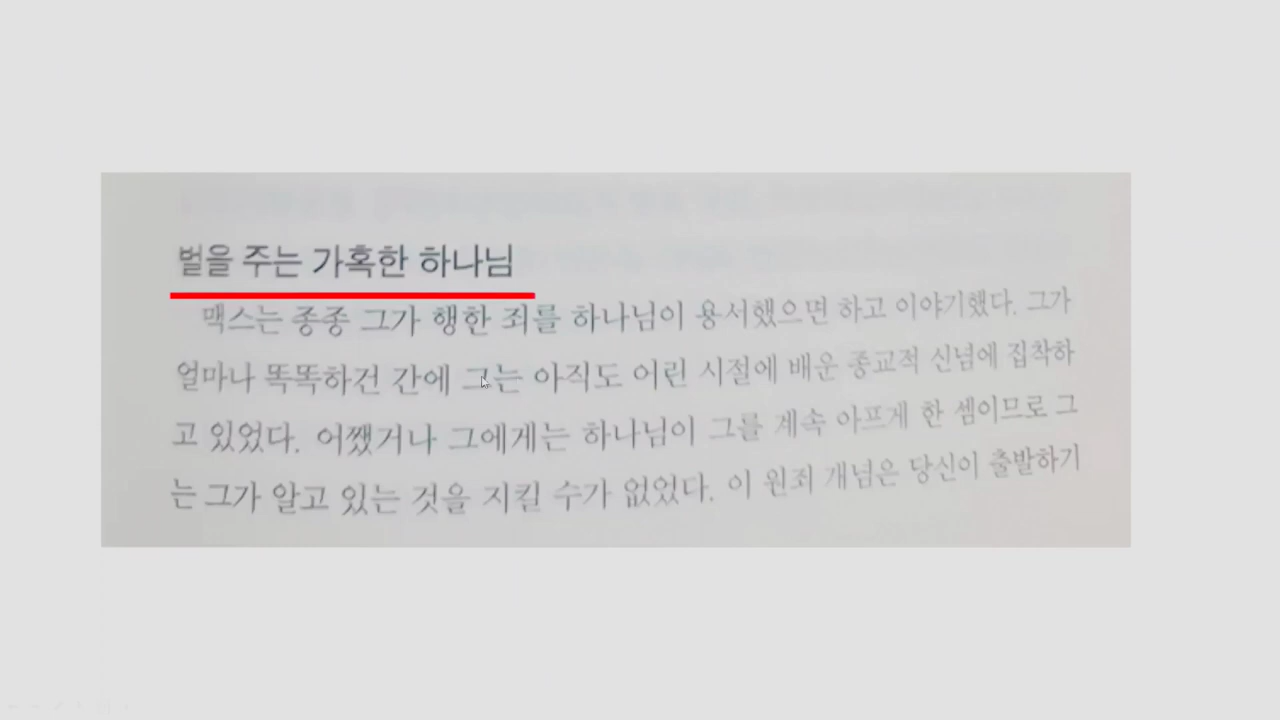 벌을 주는 가혹한 하나님
맥스는 종종 그가 행한 죄를 하나님이 용서했으면 하고 이야기했다. 그가
얼마나 똑똑하건 간에 그는 아직도 어린 시절에 배운 종교적 신념에 집착하
고 있었다. 어쨌거나 그에게는 하나님이 그를 계속 아프게 한 셈이므로 그
는 그가 알고 있는 것을 지킬 수가 없었다. 이 원죄 개념은 당신이 출발하기